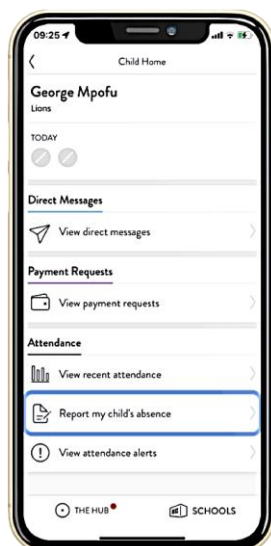 09:25
Child Home
George Mpofu
Lions
TODAY
Direct Messages
View direct messages
Payment Requests
View payment requests
Attendance
View recent attendance
Report my child's absence
View attendance alerts
THE HUB
SCHOOLS